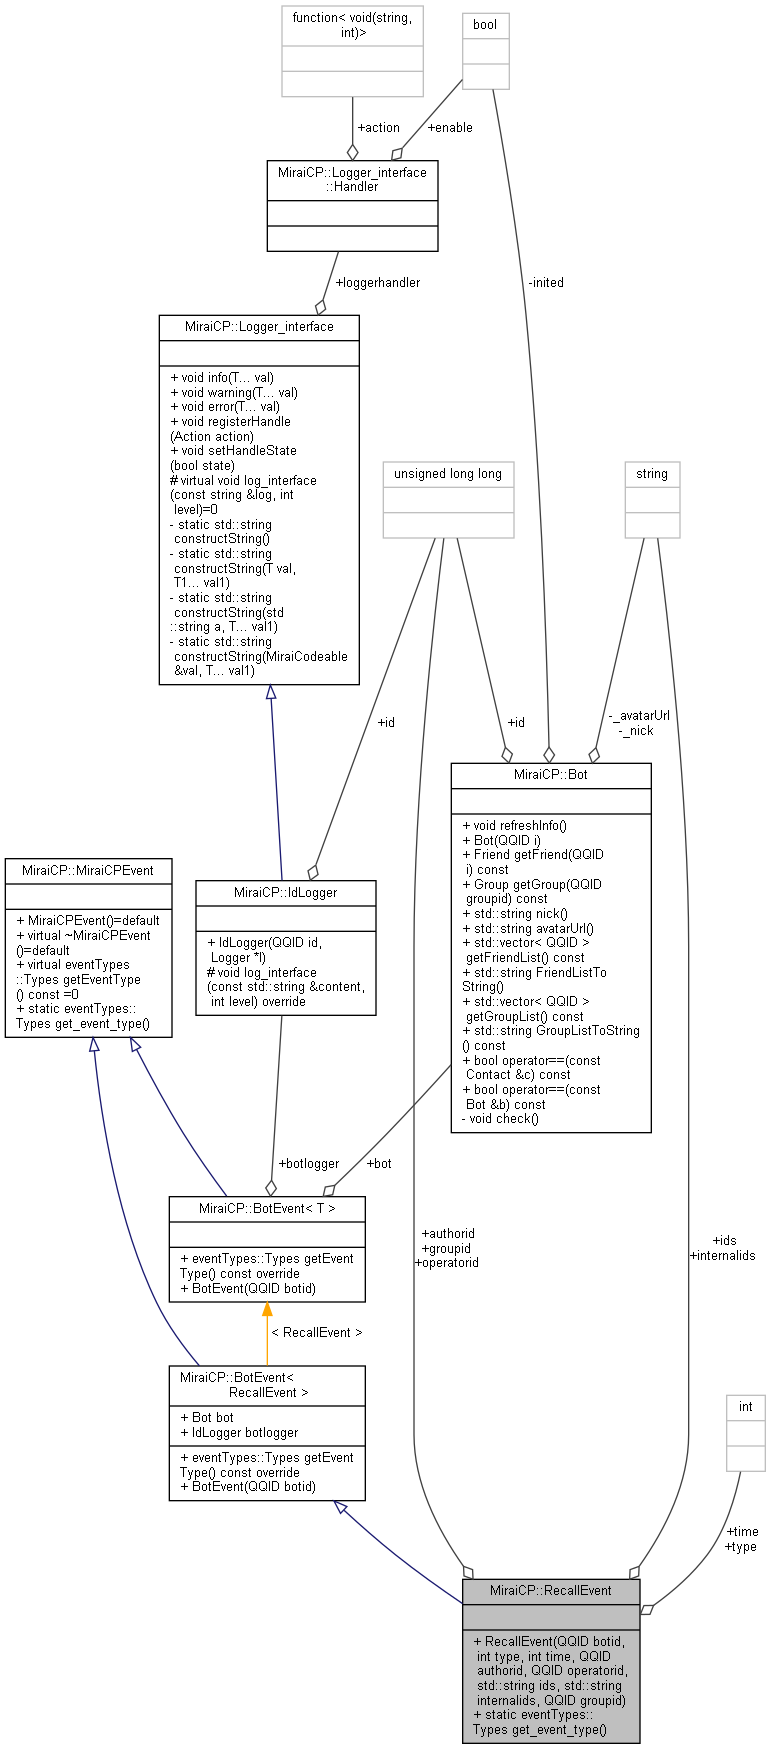 function< void(string,
int)>
bool
+action
+enable
MiraiCP::Logger_interface
::Handler
+loggerhandler
-inited
MiraiCP::Logger_interface
+ void info(T... val)
+ void warning(T... val)
+ void error(T... val)
+ void registerHandle
(Action action)
+ void setHandleState
(bool state)
# virtual void log_interface
(const string &log, int
level)=0
- static std::string
constructString()
- static std::string
constructString(T val,
T1... val1)
- static std::string
constructString(std
::string a, T... val1)
- static std::string
constructString(MiraiCodeable
&val, T... val1)
unsigned long long
string
+id
+id
-_avatarUrl
-_nick
MiraiCP::Bot
+ void refreshInfo()
+ Bot(QQID i)
+ Friend getFriend(QQID
i) const
+ Group getGroup(QQID
groupid) const
+ std::string nick()
+ std::string avatarUrl()
+ std::vector< QQID >
getFriendList() const
+ std::string FriendListTo
String()
+ std::vector< QQID >
getGroupList() const
+ std::string GroupListToString
() const
+ bool operator==(const
Contact &c) const
+ bool operator==(const
Bot &b) const
- void check()
MiraiCP::MiraiCPEvent
+ MiraiCPEvent()=default
+ virtual ~MiraiCPEvent
()=default
+ virtual eventTypes
::Types getEventType
() const =0
+ static eventTypes::
Types get_event_type()
MiraiCP::IdLogger
+ IdLogger(QQID id,
Logger *l)
# void log_interface
(const std::string &content,
int level) override
+botlogger
+bot
MiraiCP::BotEvent< T >
+ eventTypes::Types getEvent
Type() const override
+ BotEvent(QQID botid)
+authorid
+groupid
+operatorid
+ids
+internalids
< RecallEvent >
MiraiCP::BotEvent<
RecallEvent >
+ Bot bot
+ IdLogger botlogger
+ eventTypes::Types getEvent
Type() const override
+ BotEvent(QQID botid)
int
+time
+type
MiraiCP::RecallEvent
+ RecallEvent(QQID botid,
int type, int time, QQID
authorid, QQID operatorid,
std::string ids, std::string
internalids, QQID groupid)
+ static eventTypes::
Types get_event_type()